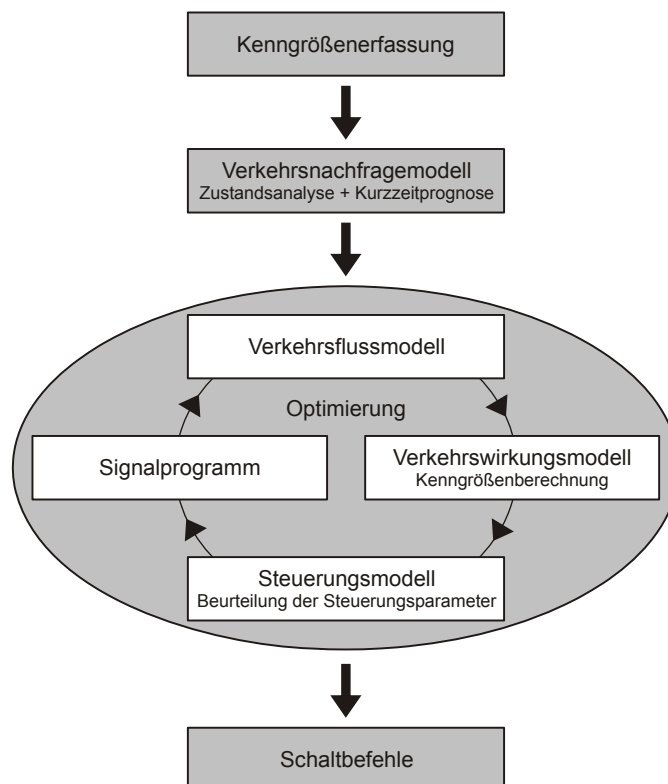 Kenngrößenerfassung
Verkehrsnachfragemodell
Zustandsanalyse + Kurzzeitprognose
Verkehrsflussmodell
Optimierung
Signalprogramm
Verkehrswirkungsmodell
Kenngrößenberechnung
Steuerungsmodell
Beurteilung der Steuerungsparameter
Schaltbefehle